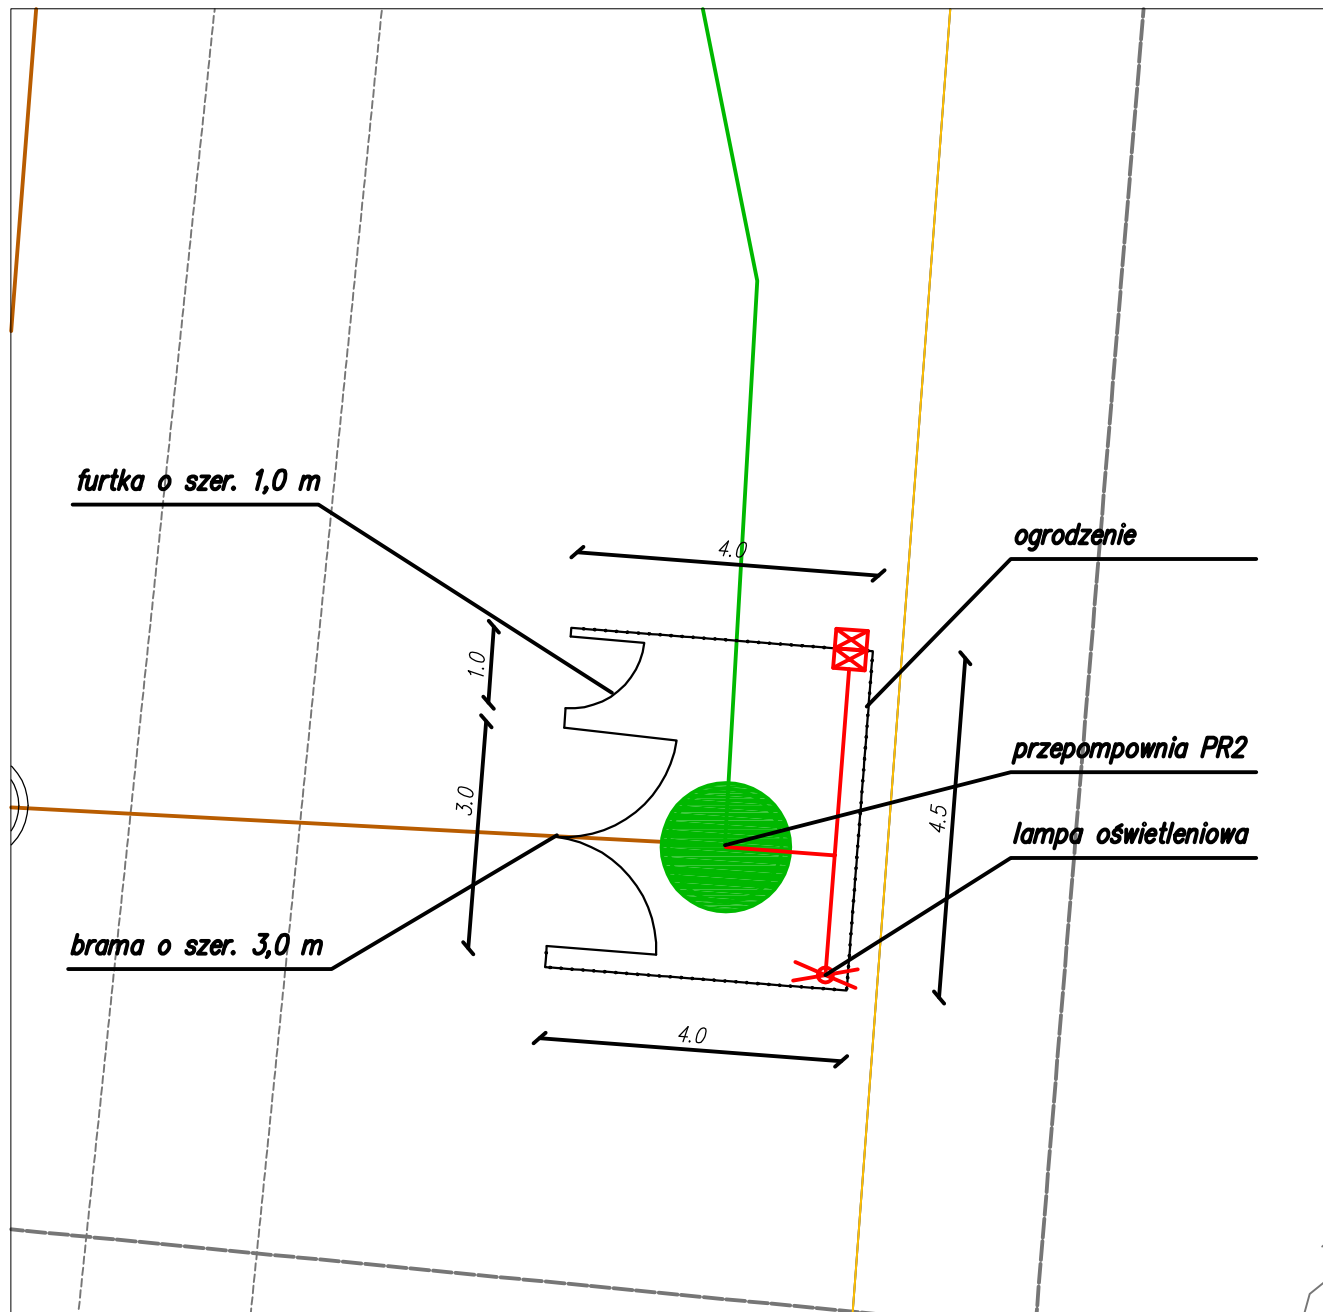 furtka o szer. 1,0 m
ogrodzenie
4.0
1.0
przepompownia PR2
3.0
4.5
lampa oświetleniowa
brama o szer. 3,0 m
4.0